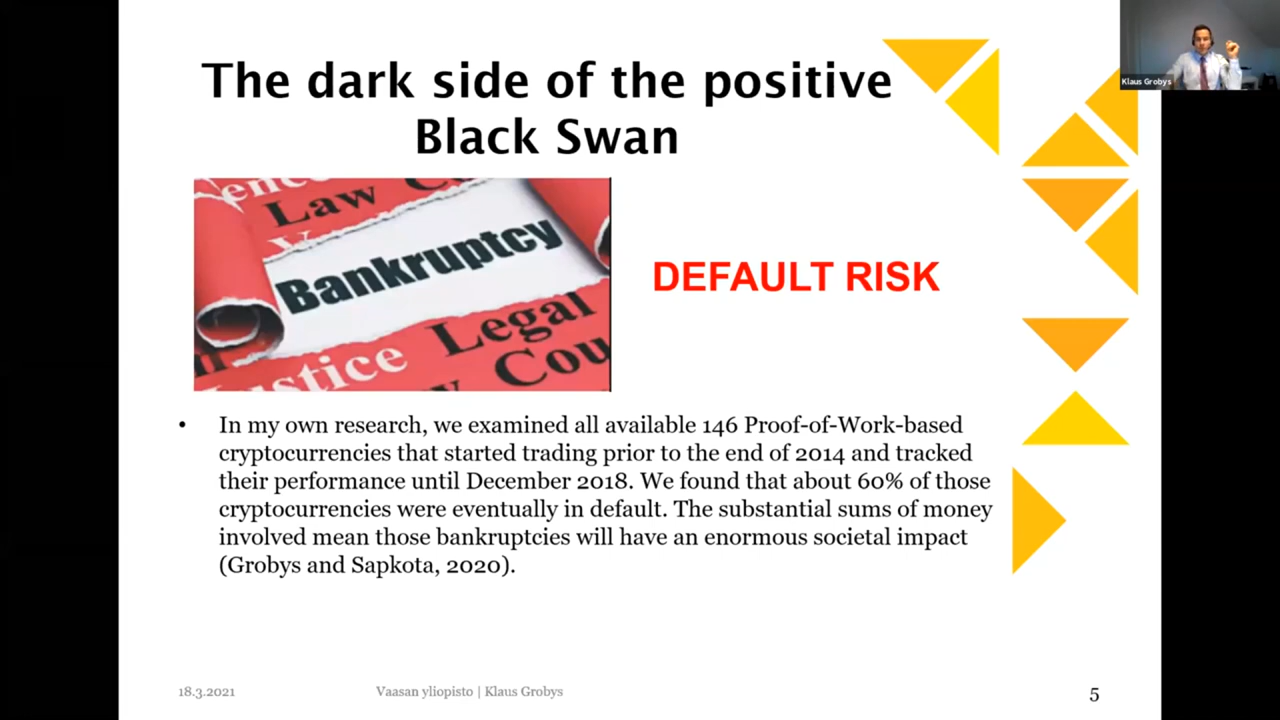 The dark side of the positive
Black Swan
Klaus Grobys
Law
Bankruptcy
Legal
DEFAULT RISK
• In my own research, we examined all available 146 Proof-of-Work-based
cryptocurrencies that started trading prior to the end of 2014 and tracked
their performance until December 2018. We found that about 60% of those
cryptocurrencies were eventually in default. The substantial sums of money
involved mean those bankruptcies will have an enormous societal impact
(Grobys and Sapkota, 2020).
18.3.2021
Vaasan yliopisto | Klaus Grobys
5